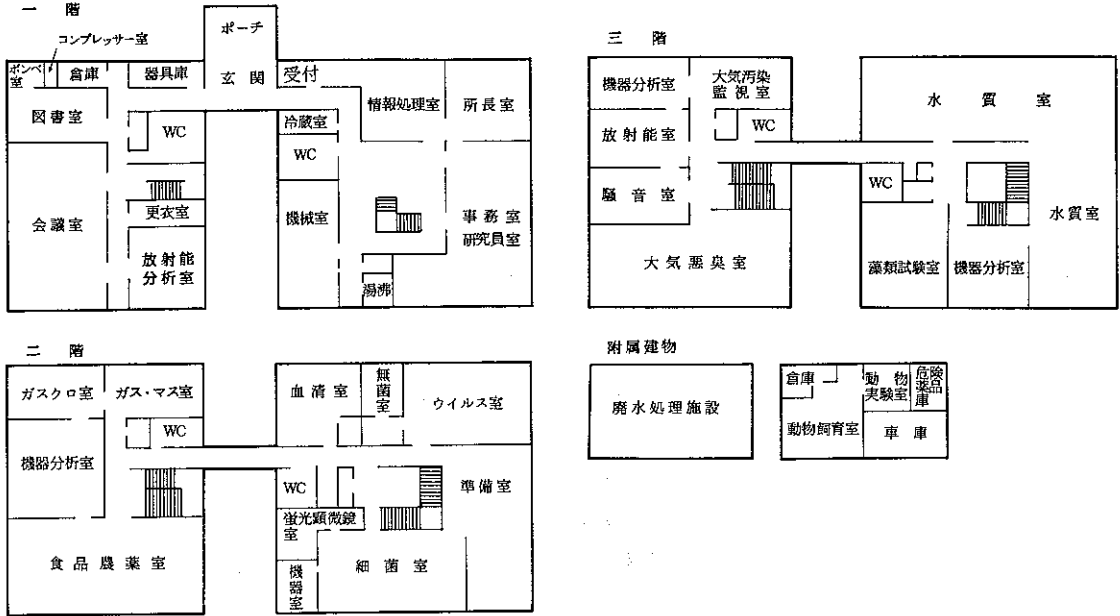 一階
ポーチ
コンプレッサー室
ボンベ
室
倉庫
器具庫
玄関
受付
図書室
WC
情報処理室
所長室
冷蔵室
WC
会議室
更衣室
機械室
事務室
研究員室
放射能
分析室
湯沸
二階
ガスクロ室
ガス・マス室
血清室
無菌室
ウイルス室
WC
機器分析室
WC
準備室
蛍光顕微鏡
室
食品農薬室
機器室
細菌室
三階
機器分析室
大気汚染
監視室
水質室
放射能室
WC
騒音室
WC
水質室
大気悪臭室
藻類試験室
機器分析室
附属建物
廃水処理施設
倉庫
動物
実験室
危険
薬品
庫
動物飼育室
車庫